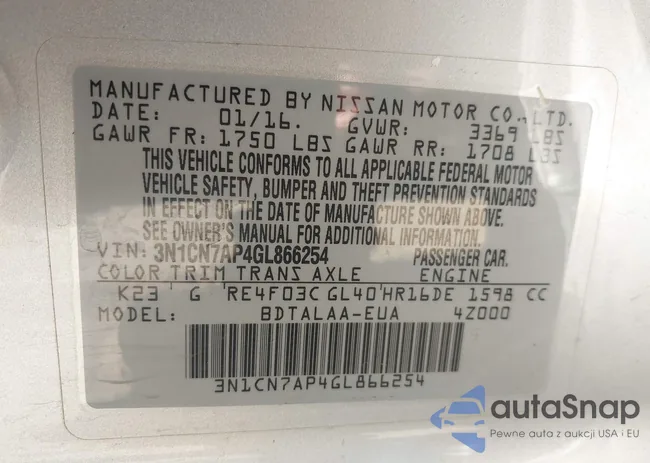 MANUFACTURED BY NISSAN MOTOR CO.,LTD.
DATE: 01/16. GVWR: 3369 LBS
GAWR FR: 1750 LBS GAWR RR: 1708 LBS
THIS VEHICLE CONFORMS TO ALL APPLICABLE FEDERAL MOTOR
VEHICLE SAFETY, BUMPER AND THEFT PREVENTION STANDARDS
IN EFFECT ON THE DATE OF MANUFACTURE SHOWN ABOVE.
SEE OWNER'S MANUAL FOR ADDITIONAL INFORMATION.
VIN: 3N1CN7AP4GL866254 PASSENGER CAR.
COLOR TRIM TRANS AXLE ENGINE
K23 G RE4F03C GL40 HR16DE 1598 CC
MODEL: BDTALAA-EUA 4Z000
3N1CN7AP4GL866254
autaSnap
Pewne auta z aukcji USA i EU